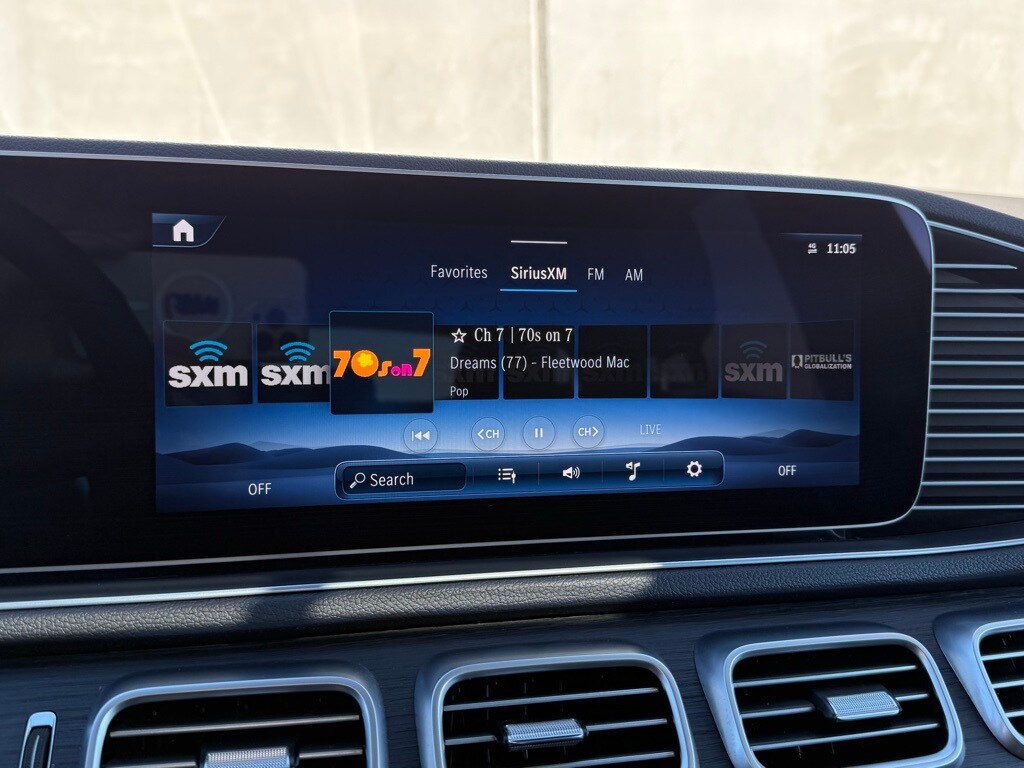 4G 11:05
Favorites SiriusXM FM AM
sxm sxm 70s on 7 sxm PITBULL'S GLOBALIZATION
☆ Ch 7 | 70s on 7
Dreams (77) - Fleetwood Mac
Pop
<CH CH> LIVE
OFF Search OFF